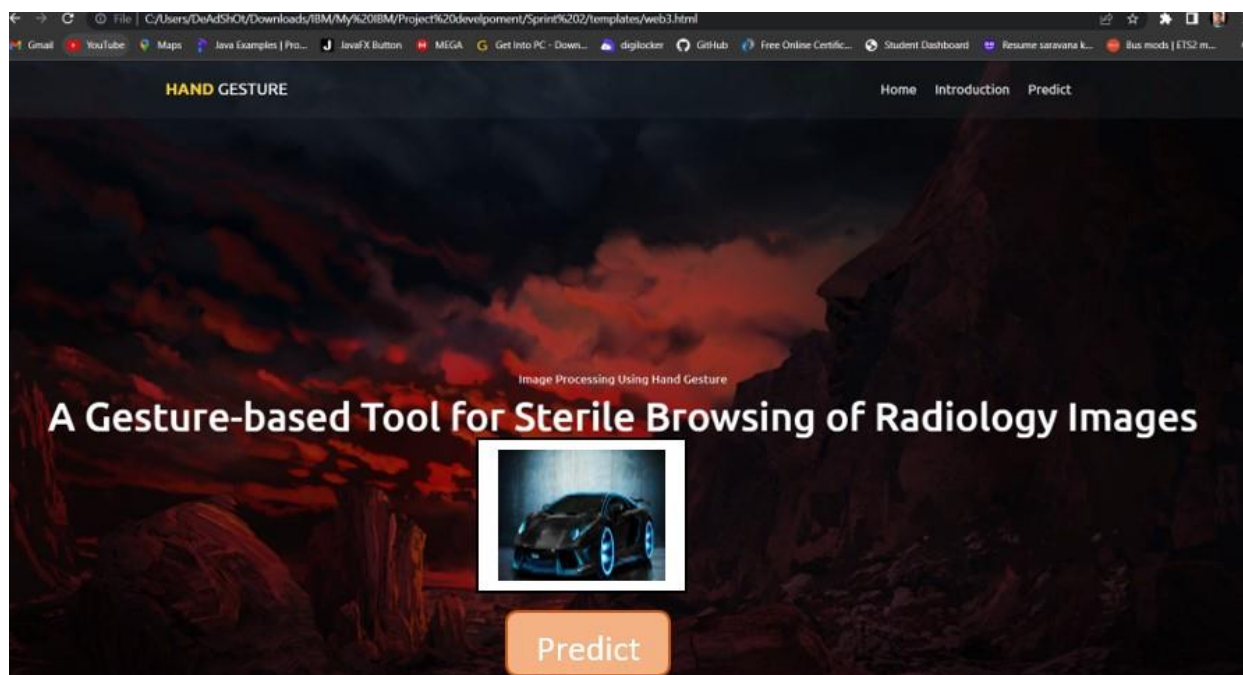 File C:/Users/DeAdShOt/Downloads/IBM/My%20IBM/Project%20develpoment/Sprint%202/templates/web3.html
Gmail YouTube Maps Java Examples | Pro... JavaFX Button MEGA Get Into PC - Down... digilocker GitHub Free Online Certific... Student Dashboard Resume saravana k... Bus mods | ETS2 m...
HAND GESTURE Home Introduction Predict
Image Processing Using Hand Gesture
A Gesture-based Tool for Sterile Browsing of Radiology Images
Predict